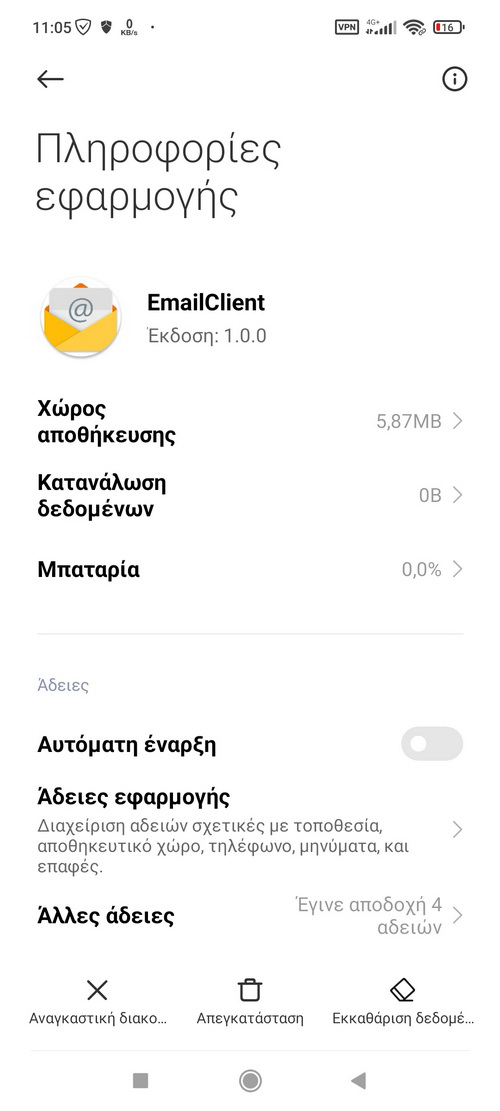 11:05
0
KB/s
VPN
4G+
16
Πληροφορίες
εφαρμογής
@
EmailClient
Έκδοση: 1.0.0
Χώρος
αποθήκευσης
5,87MB
Κατανάλωση
δεδομένων
0B
Μπαταρία
0,0%
Άδειες
Αυτόματη έναρξη
Άδειες εφαρμογής
Διαχείριση αδειών σχετικές με τοποθεσία,
αποθηκευτικό χώρο, τηλέφωνο, μηνύματα, και
επαφές.
Άλλες άδειες
Έγινε αποδοχή 4
αδειών
Αναγκαστική διακο...
Απεγκατάσταση
Εκκαθάριση δεδομέ...